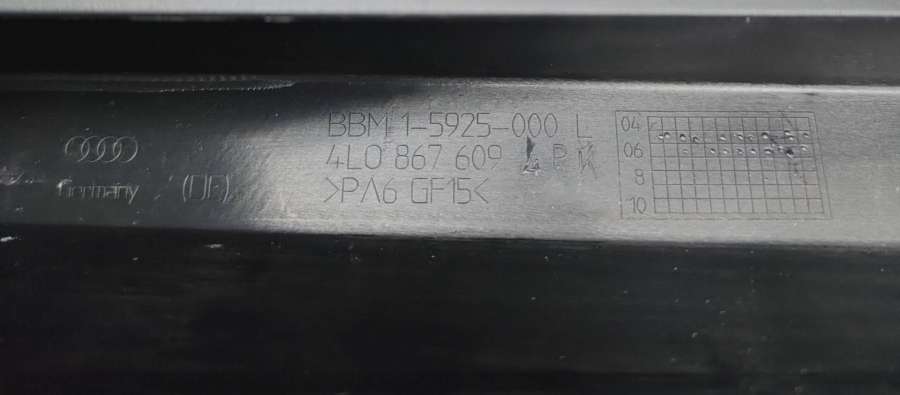 Germany
BBM 1-5925-000 L
4L0 867 609
>PA6 GF15<
04
06
8
10